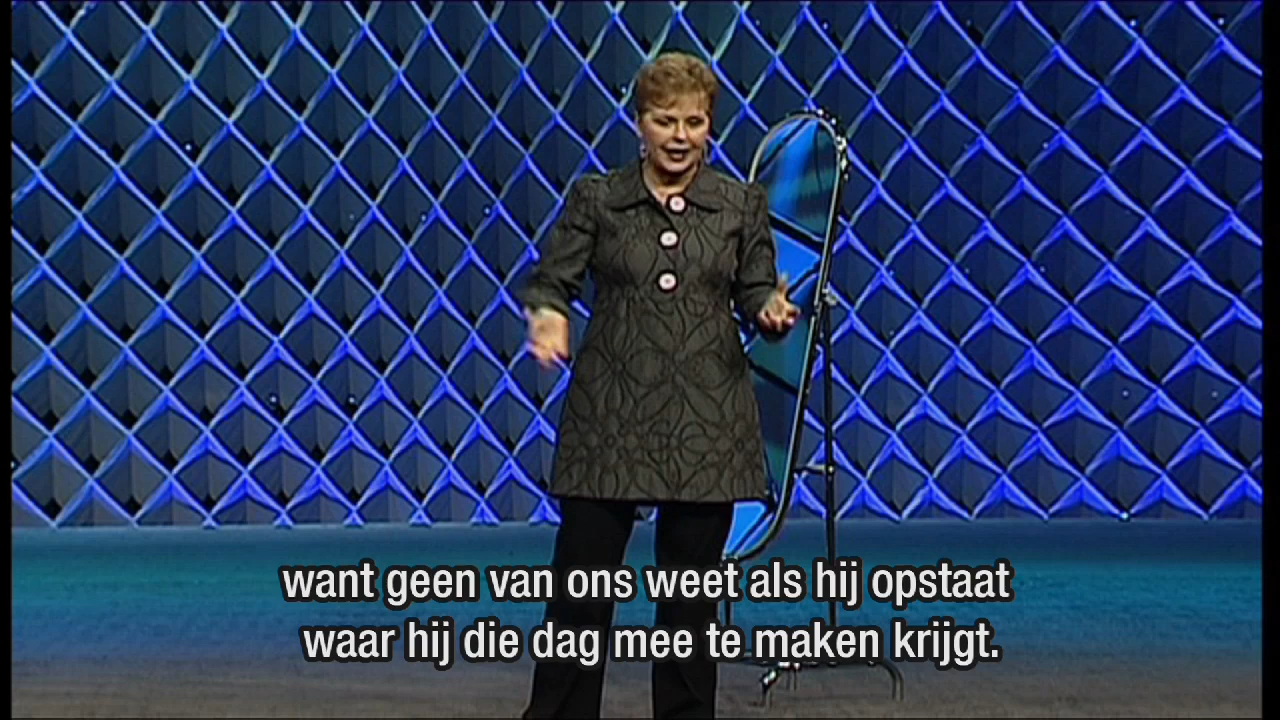 want geen van ons weet als hij opstaat
waar hij die dag mee te maken krijgt.